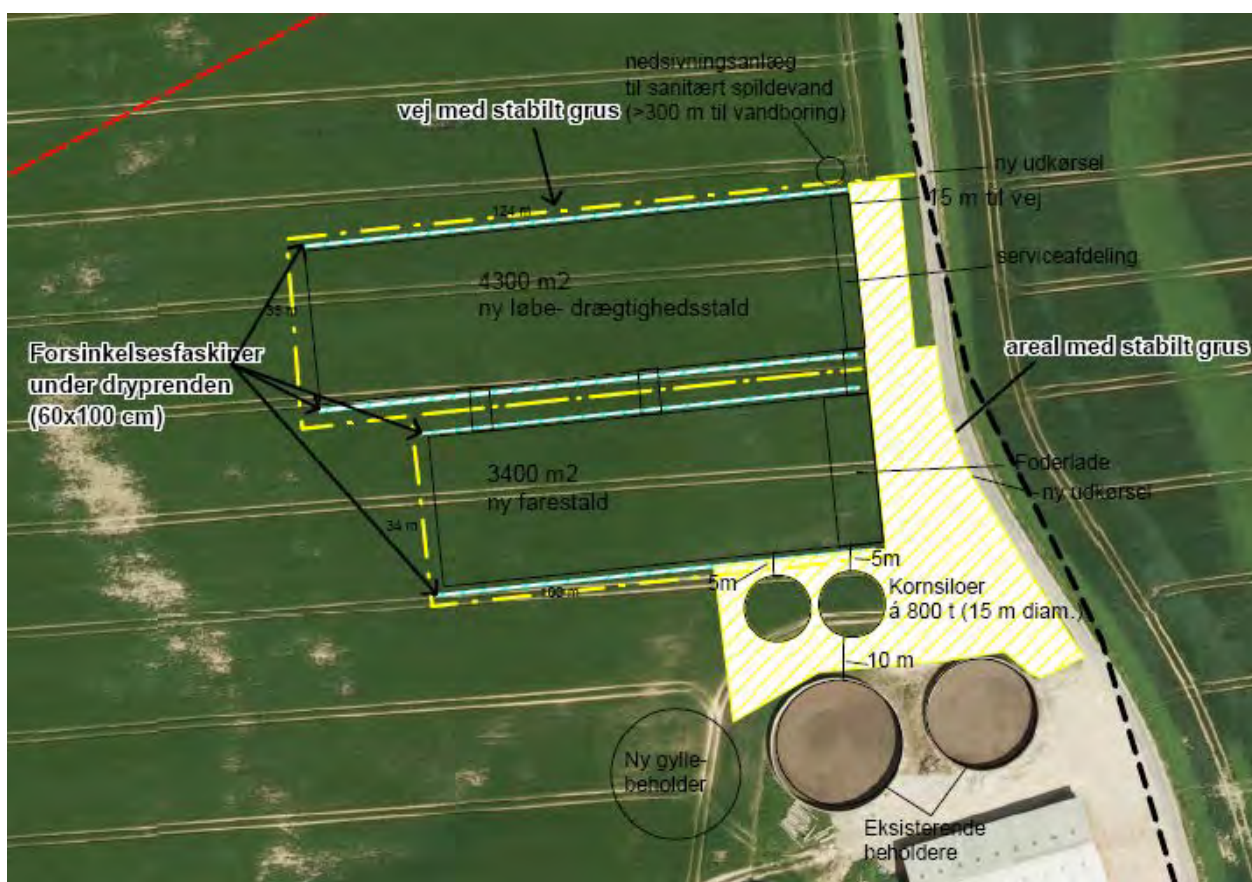 nedsivningsanlæg
til sanitært spildevand
(>300 m til vandboring)
vej med stabilt grus
ny udkørsel
124 m
15 m til vej
serviceafdeling
4300 m2
ny løbe- drægtighedsstald
Forsinkelsesfaskiner
under dryprenden
(60x100 cm)
areal med stabilt grus
Foderlade
3400 m2
ny farestald
ny udkørsel
34 m
5m
5m
Kornsiloer
á 800 t (15 m diam.)
10 m
Ny gylle-
beholder
Eksisterende
beholdere